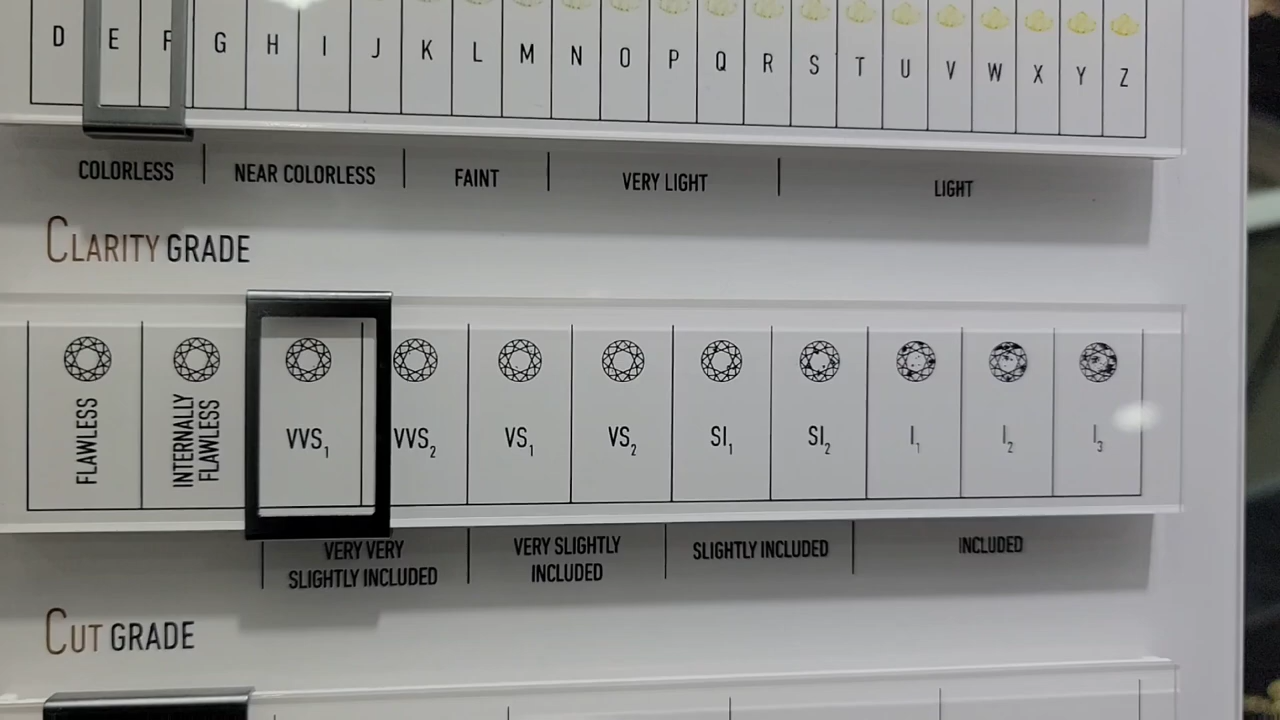 D E F G H I J K L M N O P Q R S T U V W X Y Z
COLORLESS NEAR COLORLESS FAINT VERY LIGHT LIGHT
CLARITY GRADE
FLAWLESS
INTERNALLY
FLAWLESS
VVS1 VVS2 VS1 VS2 SI1 SI2 I1 I2 I3
VERY VERY
SLIGHTLY INCLUDED
VERY SLIGHTLY
INCLUDED
SLIGHTLY INCLUDED
INCLUDED
CUT GRADE